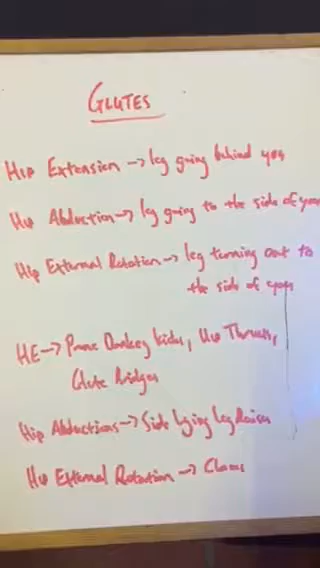 GLUTES
Hip Extension → leg going behind you
Hip Abduction → leg going to the side of you
Hip External Rotation → leg turning out to
the side of you
HE → Prone Donkey kicks, Hip Thrusts,
Glute Bridges
Hip Abductions → Side lying leg Raises
Hip External Rotation → Clams